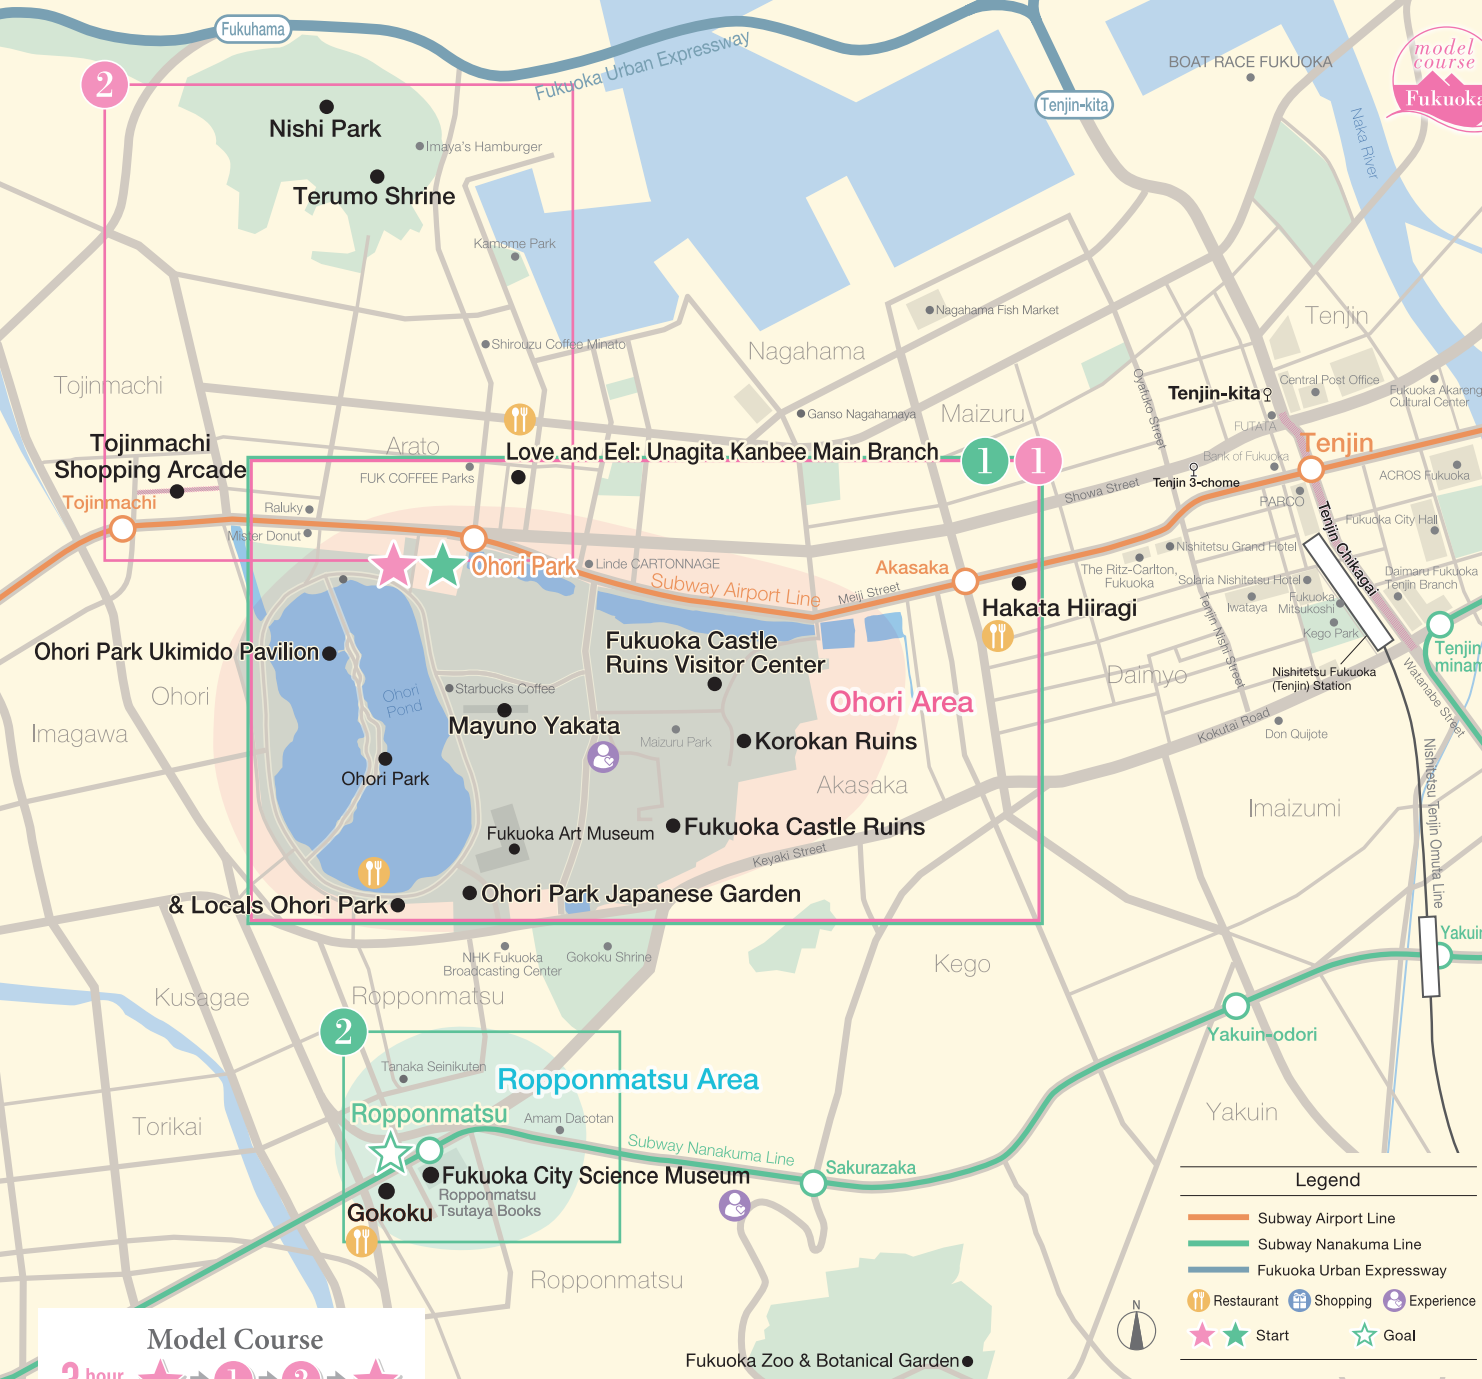 Fukuhama
Fukuoka Urban Expressway
BOAT RACE FUKUOKA
model
course
Fukuoka
2
Tenjin-kita
Naka River
Nishi Park
Imaya's Hamburger
Terumo Shrine
Kamome Park
Nagahama Fish Market
Tenjin
Shirouzu Coffee Minato
Nagahama
Tojinmachi
Oyafuko Street
Tenjin-kita
Central Post Office
Fukuoka Akareng
Cultural Center
Ganso Nagahamaya
Maizuru
FUTATA
Tojinmachi
Shopping Arcade
Arato
Love and Eel: Unagita Kanbee Main Branch
1
1
Tenjin
Bank of Fukuoka
FUK COFFEE Parks
Tenjin 3-chome
ACROS Fukuoka
Showa Street
PARCO
Tojinmachi
Raluky
Mister Donut
Tenjin Chikagai
Fukuoka City Hall
Ohori Park
Linde CARTONNAGE
Subway Airport Line
Meiji Street
Akasaka
Nishitetsu Grand Hotel
The Ritz-Carlton,
Fukuoka
Solaria Nishitetsu Hotel
Daimaru Fukuoka
Tenjin Branch
Hakata Hiiragi
Iwataya
Fukuoka
Mitsukoshi
Kego Park
Tenjin Nishi Street
Tenjin
minam
Fukuoka Castle
Ruins Visitor Center
Ohori Park Ukimido Pavilion
Nishitetsu Fukuoka
(Tenjin) Station
Watanabe Street
Daimyo
Ohori
Ohori
Pond
Starbucks Coffee
Mayuno Yakata
Ohori Area
Imagawa
Maizuru Park
Korokan Ruins
Kokutai Road
Don Quijote
Ohori Park
Akasaka
Imaizumi
Nishitetsu Tenjin Omuta Line
Fukuoka Art Museum
Fukuoka Castle Ruins
Keyaki Street
Ohori Park Japanese Garden
& Locals Ohori Park
Yakuin
NHK Fukuoka
Broadcasting Center
Gokoku Shrine
Kego
Kusagae
Ropponmatsu
2
Yakuin-odori
Tanaka Seinikuten
Ropponmatsu Area
Ropponmatsu
Amam Dacotan
Torikai
Yakuin
Subway Nanakuma Line
Sakurazaka
Fukuoka City Science Museum
Ropponmatsu
Tsutaya Books
Gokoku
Ropponmatsu
Legend
Subway Airport Line
Subway Nanakuma Line
Fukuoka Urban Expressway
Restaurant
Shopping
Experience
Start
Goal
N
Fukuoka Zoo & Botanical Garden
Model Course
hour
1
2